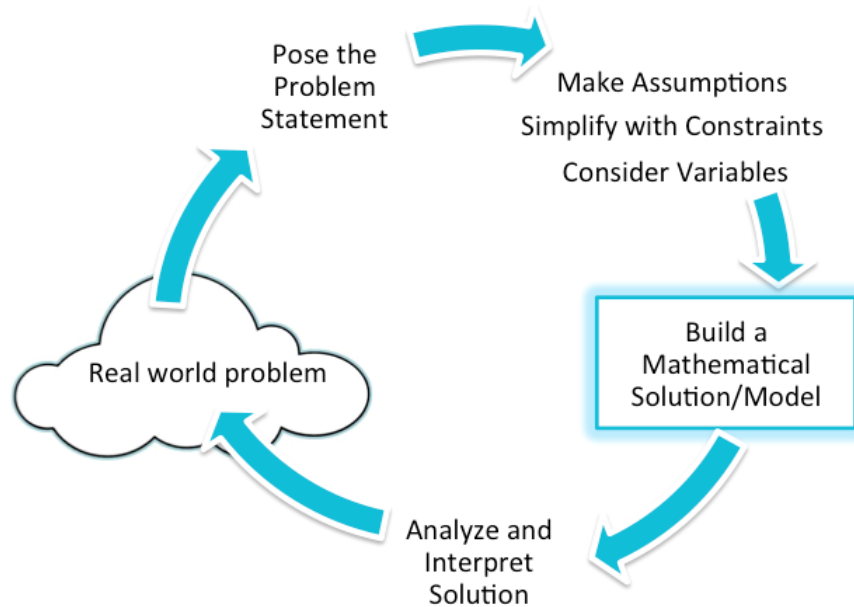 Pose the
Problem
Statement
Make Assumptions
Simplify with Constraints
Consider Variables
Build a
Mathematical
Solution/Model
Analyze and
Interpret
Solution
Real world problem